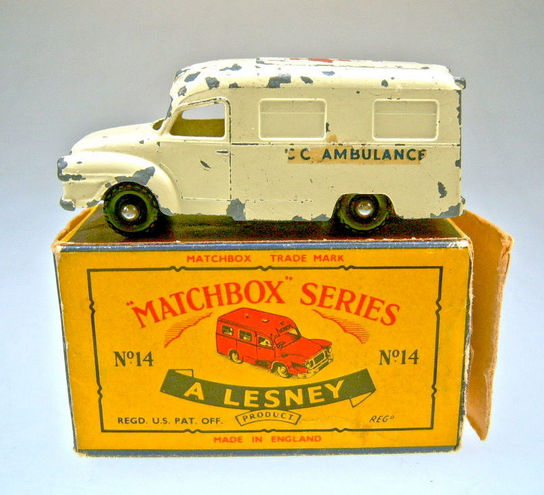 C.C. AMBULANCE
MATCHBOX TRADE MARK
"MATCHBOX" SERIES
Nº14
Nº14
A LESNEY
PRODUCT
REGD. U.S. PAT. OFF.
REGD
MADE IN ENGLAND